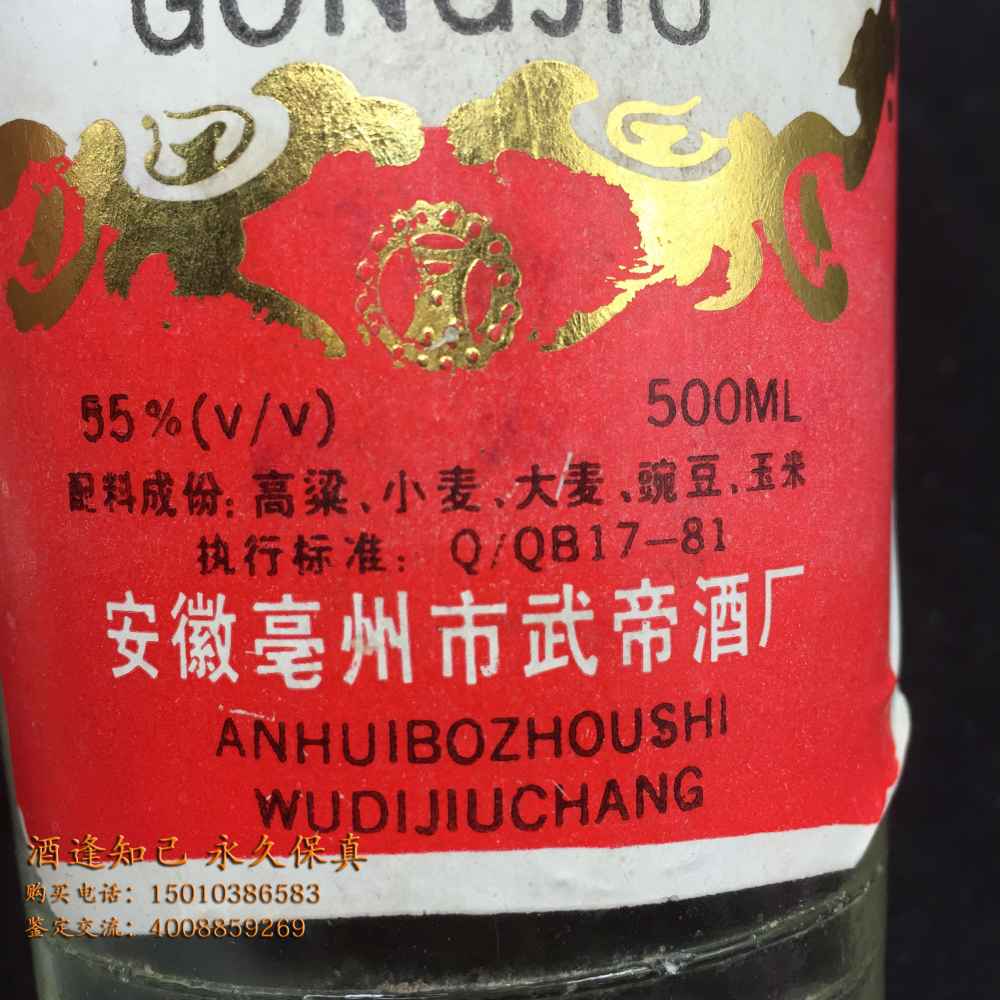 GONGJIU
55%(V/V) 500ML
配料成份:高粱、小麦、大麦、豌豆、玉米
执行标准: Q/QB17-81
安徽亳州市武帝酒厂
ANHUIBOZHOUSHI
WUDIJIUCHANG
酒逢知己 永久保真
购买电话: 15010386583
鉴定交流: 4008859269